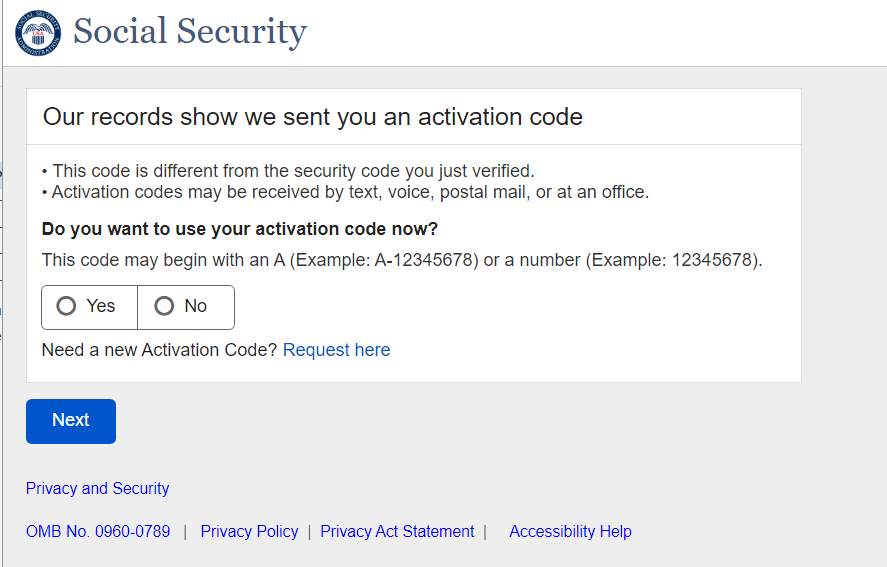 Social Security
Our records show we sent you an activation code
• This code is different from the security code you just verified.
• Activation codes may be received by text, voice, postal mail, or at an office.
Do you want to use your activation code now?
This code may begin with an A (Example: A-12345678) or a number (Example: 12345678).
Yes No
Need a new Activation Code? Request here
Next
Privacy and Security
OMB No. 0960-0789 | Privacy Policy | Privacy Act Statement | Accessibility Help